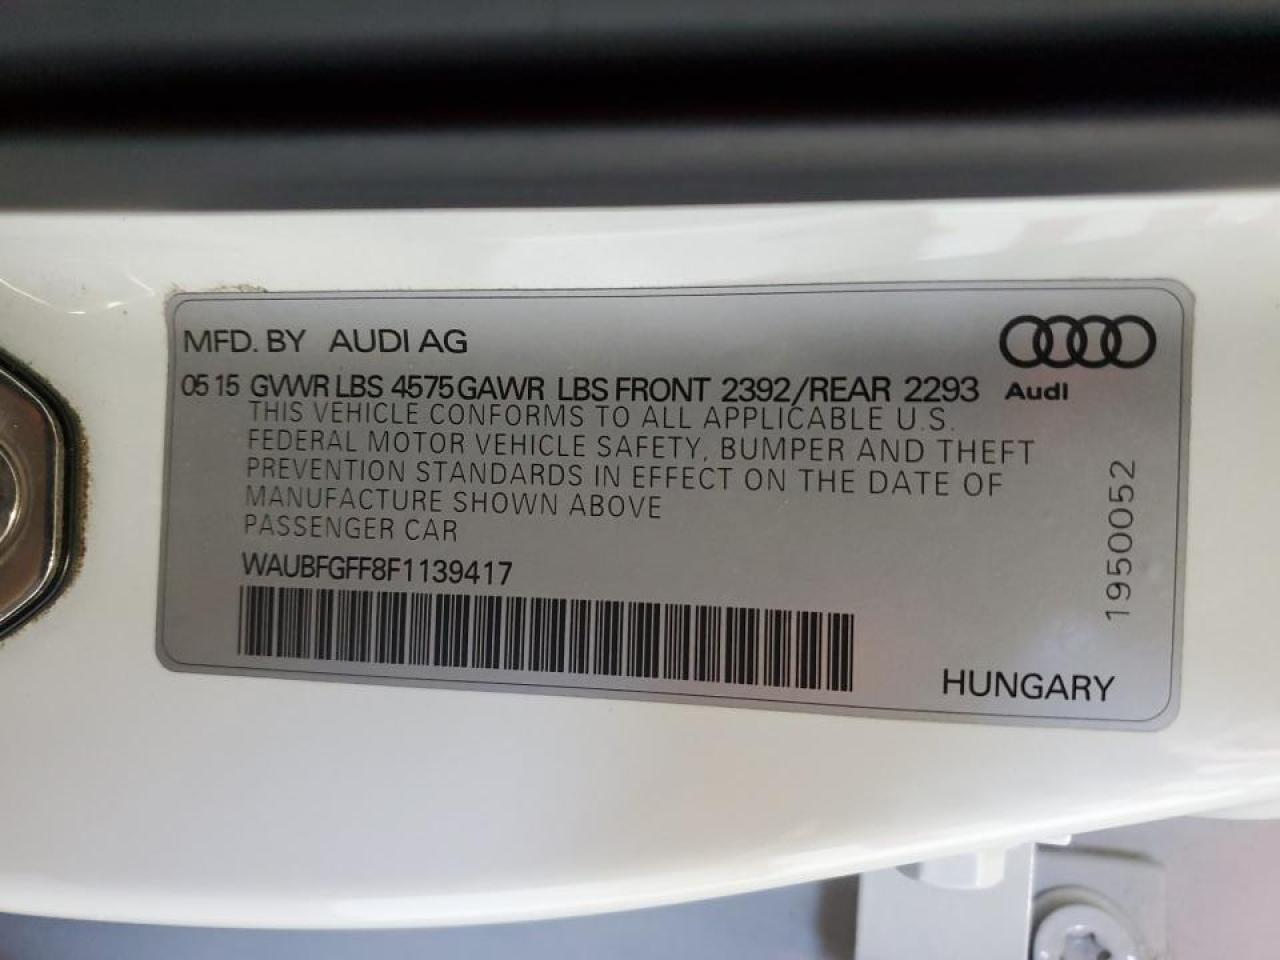 MFD. BY AUDI AG
05 15 GVWR LBS 4575 GAWR LBS FRONT 2392/REAR 2293
Audi
THIS VEHICLE CONFORMS TO ALL APPLICABLE U.S.
FEDERAL MOTOR VEHICLE SAFETY, BUMPER AND THEFT
PREVENTION STANDARDS IN EFFECT ON THE DATE OF
MANUFACTURE SHOWN ABOVE
PASSENGER CAR
WAUBFGFF8F1139417
1950052
HUNGARY